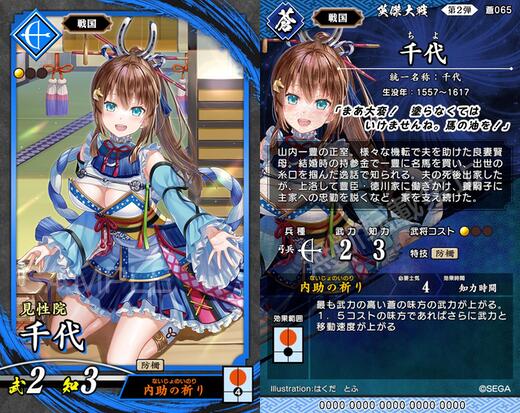 戦国
見性院
千代
防柵
武2 知3
ないじょのいのり
内助の祈り
4
蒼
戦国
英傑大戦
第2弾
蒼065
ちよ
千代
統一名称:千代
生没年:1557~1617
「まあ大変! 塗らなくては
いけませんね。馬の油を!」
山内一豊の正室。様々な機転で夫を助けた良妻賢
母。結婚時の持参金で一豊に名馬を買い、出世の
糸口を掴んだ逸話で知られる。夫の死後出家した
が、上洛して豊臣・徳川家に働きかけ、養親子に
主家への忠勤を説くなど、家を支え続けた。
兵種 武力 知力 武将コスト
弓兵 2 3
特技 防柵
ないじょのいのり 必要士気 効果時間
内助の祈り 4 知力時間
効果範囲
最も武力の高い蒼の味方の武力が上がる。
1.5コストの味方であればさらに武力と
移動速度が上がる
Illustration:はくだ とふ
©SEGA
0000 0000 0000 0000 0000